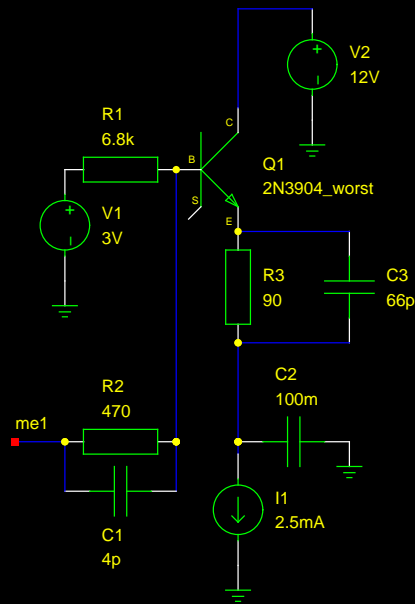 V2
12V
C
R1
6.8k
B
Q1
2N3904_worst
S
V1
3V
E
R3
90
C3
66p
R2
470
C2
100m
me1
I1
2.5mA
C1
4p